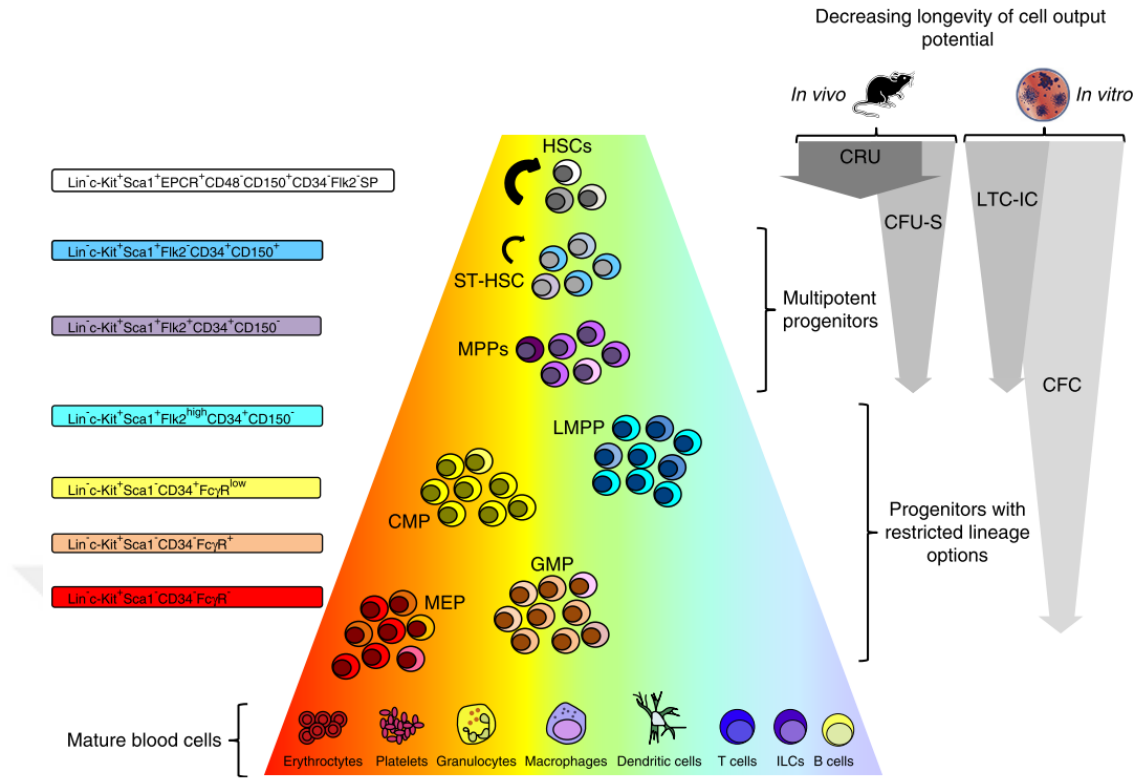 Decreasing longevity of cell output
potential
In vivo
In vitro
HSCs
CRU
Lin⁻c-Kit⁺Sca1⁺EPCR⁺CD48⁻CD150⁺CD34⁻Flk2⁻SP
LTC-IC
CFU-S
Lin⁻c-Kit⁺Sca1⁺Flk2⁻CD34⁺CD150⁺
ST-HSC
Multipotent
progenitors
Lin⁻c-Kit⁺Sca1⁺Flk2⁺CD34⁺CD150⁻
MPPs
CFC
Lin⁻c-Kit⁺Sca1⁺Flk2ʰⁱᵍʰCD34⁺CD150⁻
LMPP
Lin⁻c-Kit⁺Sca1⁻CD34⁺FcγRˡᵒʷ
CMP
Progenitors with
restricted lineage
options
Lin⁻c-Kit⁺Sca1⁻CD34⁻FcγR⁺
GMP
Lin⁻c-Kit⁺Sca1⁻CD34⁻FcγR⁻
MEP
Mature blood cells
Erythroctytes
Platelets
Granulocytes
Macrophages
Dendritic cells
T cells
ILCs
B cells